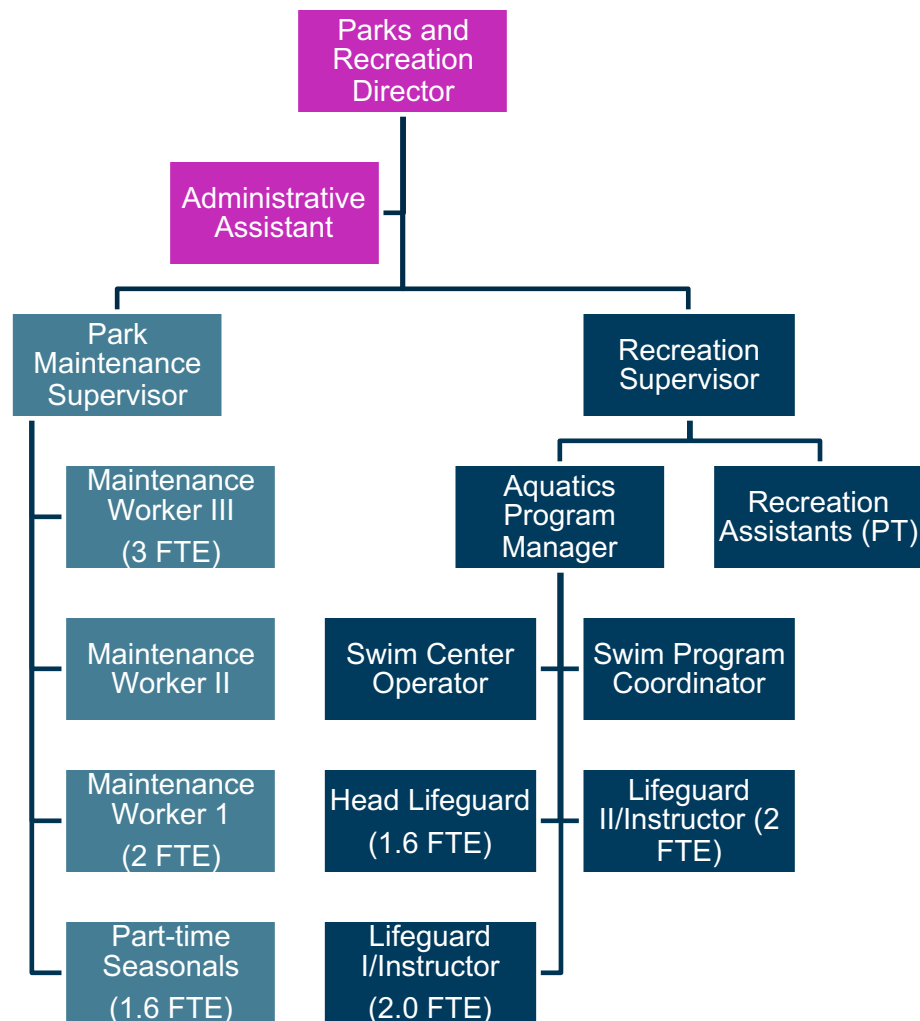 Parks and
Recreation
Director
Administrative
Assistant
Park
Maintenance
Supervisor
Recreation
Supervisor
Maintenance
Worker III
(3 FTE)
Aquatics
Program
Manager
Recreation
Assistants (PT)
Maintenance
Worker II
Swim Center
Operator
Swim Program
Coordinator
Maintenance
Worker 1
(2 FTE)
Head Lifeguard
(1.6 FTE)
Lifeguard
II/Instructor (2
FTE)
Part-time
Seasonals
(1.6 FTE)
Lifeguard
I/Instructor
(2.0 FTE)